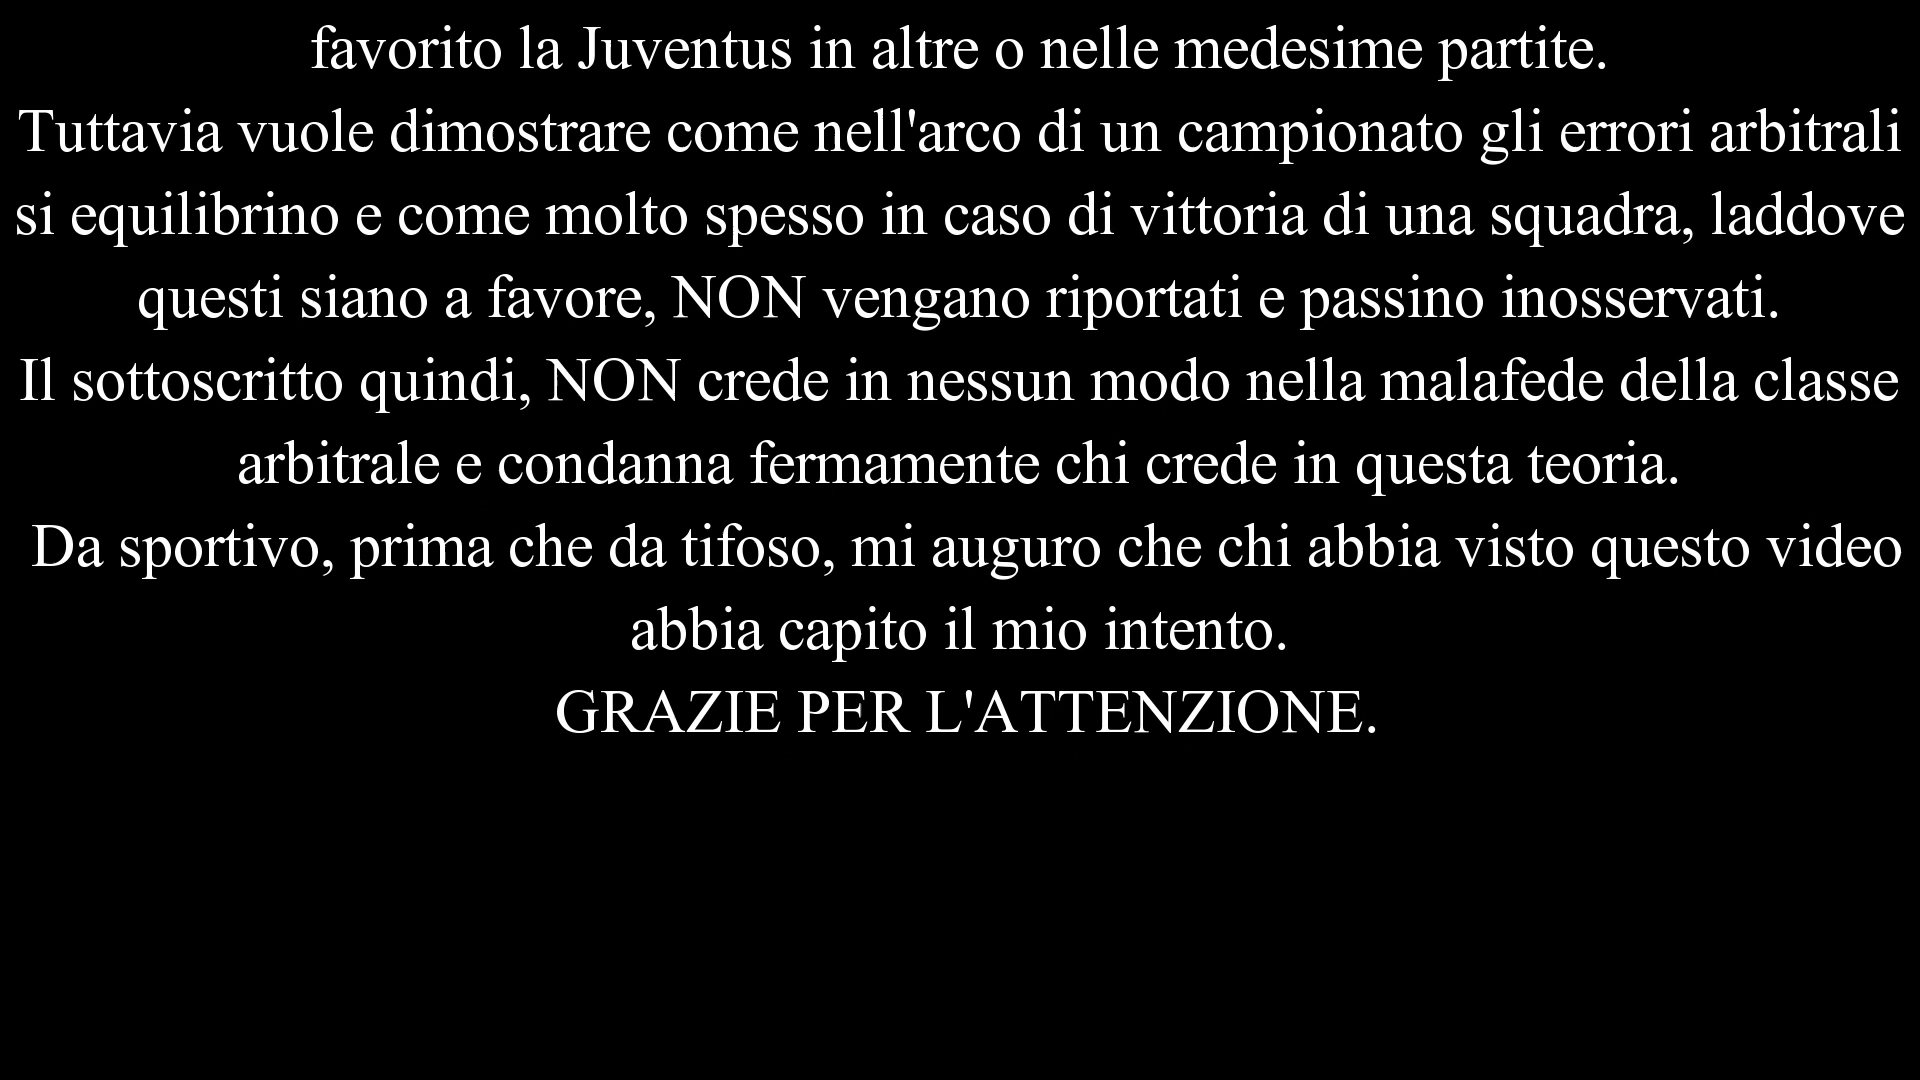 favorito la Juventus in altre o nelle medesime partite.
Tuttavia vuole dimostrare come nell'arco di un campionato gli errori arbitrali
si equilibrino e come molto spesso in caso di vittoria di una squadra, laddove
questi siano a favore, NON vengano riportati e passino inosservati.
Il sottoscritto quindi, NON crede in nessun modo nella malafede della classe
arbitrale e condanna fermamente chi crede in questa teoria.
Da sportivo, prima che da tifoso, mi auguro che chi abbia visto questo video
abbia capito il mio intento.
GRAZIE PER L'ATTENZIONE.